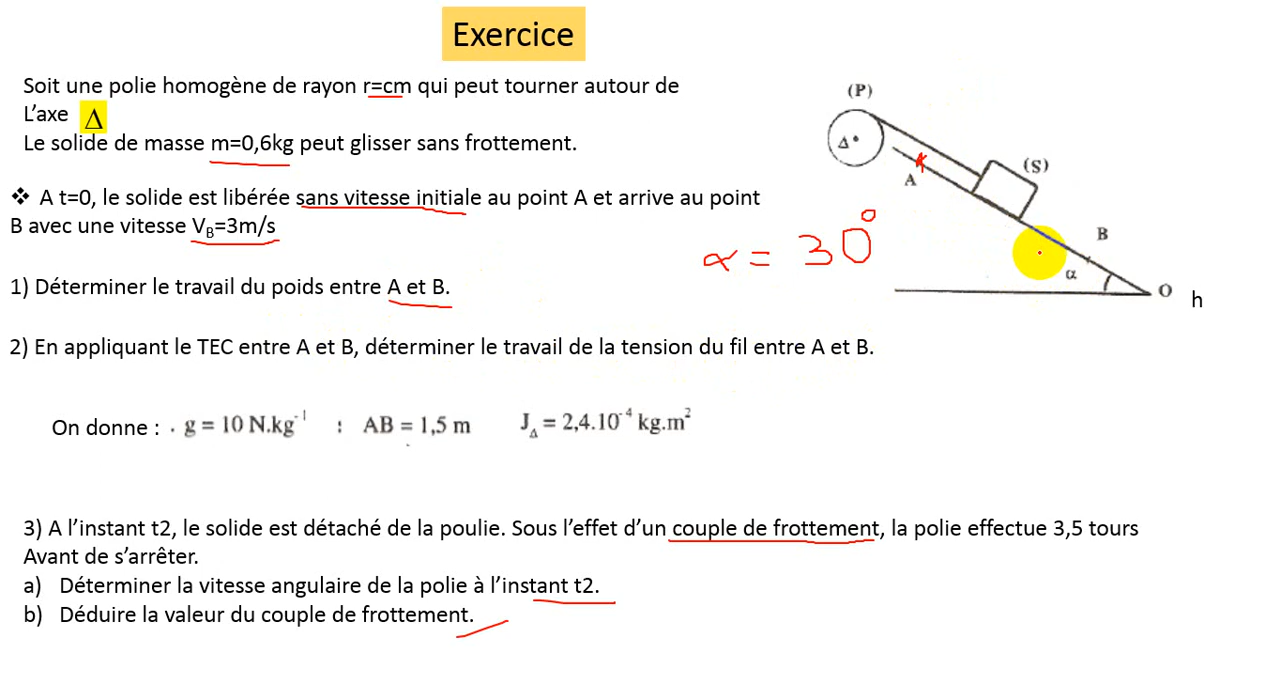 Exercice
Soit une polie homogène de rayon r=cm qui peut tourner autour de
L’axe Δ
Le solide de masse m=0,6kg peut glisser sans frottement.
❖ A t=0, le solide est libérée sans vitesse initiale au point A et arrive au point
B avec une vitesse V_B=3m/s
1) Déterminer le travail du poids entre A et B.
2) En appliquant le TEC entre A et B, déterminer le travail de la tension du fil entre A et B.
On donne : . g = 10 N.kg⁻¹ : AB = 1,5 m J_Δ = 2,4.10⁻⁴ kg.m²
3) A l’instant t2, le solide est détaché de la poulie. Sous l’effet d’un couple de frottement, la polie effectue 3,5 tours
Avant de s’arrêter.
a) Déterminer la vitesse angulaire de la polie à l’instant t2.
b) Déduire la valeur du couple de frottement.
(P)
Δ
A
(S)
B
α
O
h
α = 30°